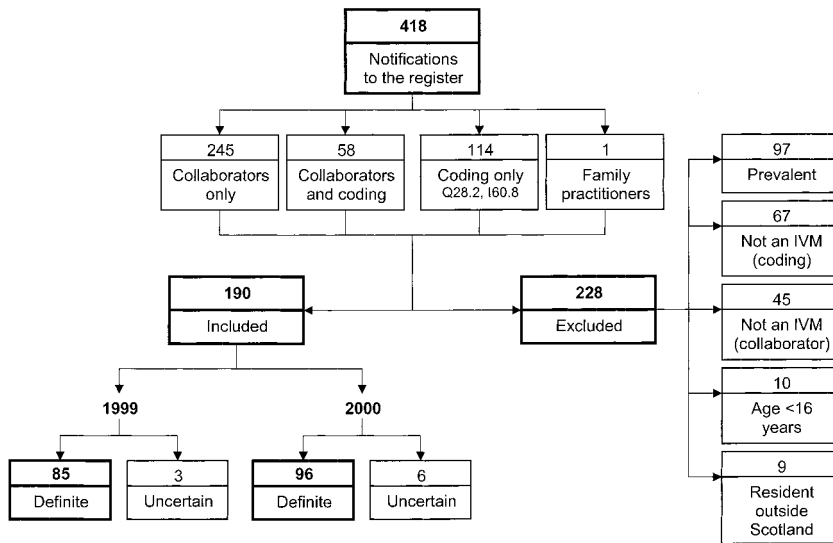 418
Notifications
to the register
245
Collaborators
only
58
Collaborators
and coding
114
Coding only
Q28.2, I60.8
1
Family
practitioners
97
Prevalent
67
Not an IVM
(coding)
45
Not an IVM
(collaborator)
10
Age <16
years
9
Resident
outside
Scotland
190
Included
228
Excluded
1999
2000
85
Definite
3
Uncertain
96
Definite
6
Uncertain